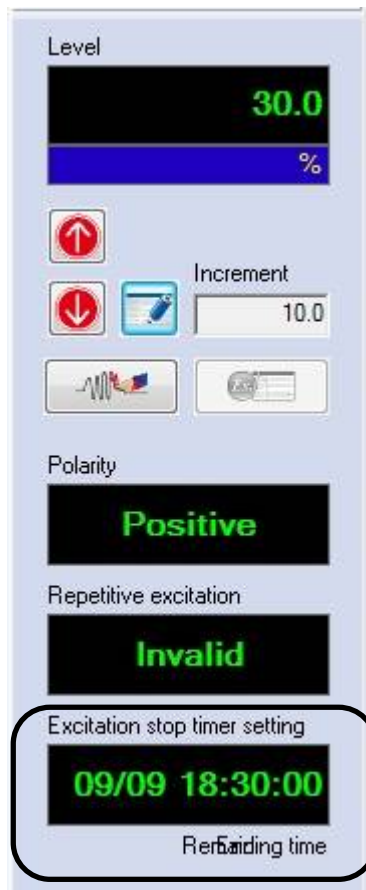 Level
30.0
%
Increment
10.0
Polarity
Positive
Repetitive excitation
Invalid
Excitation stop timer setting
09/09 18:30:00
time